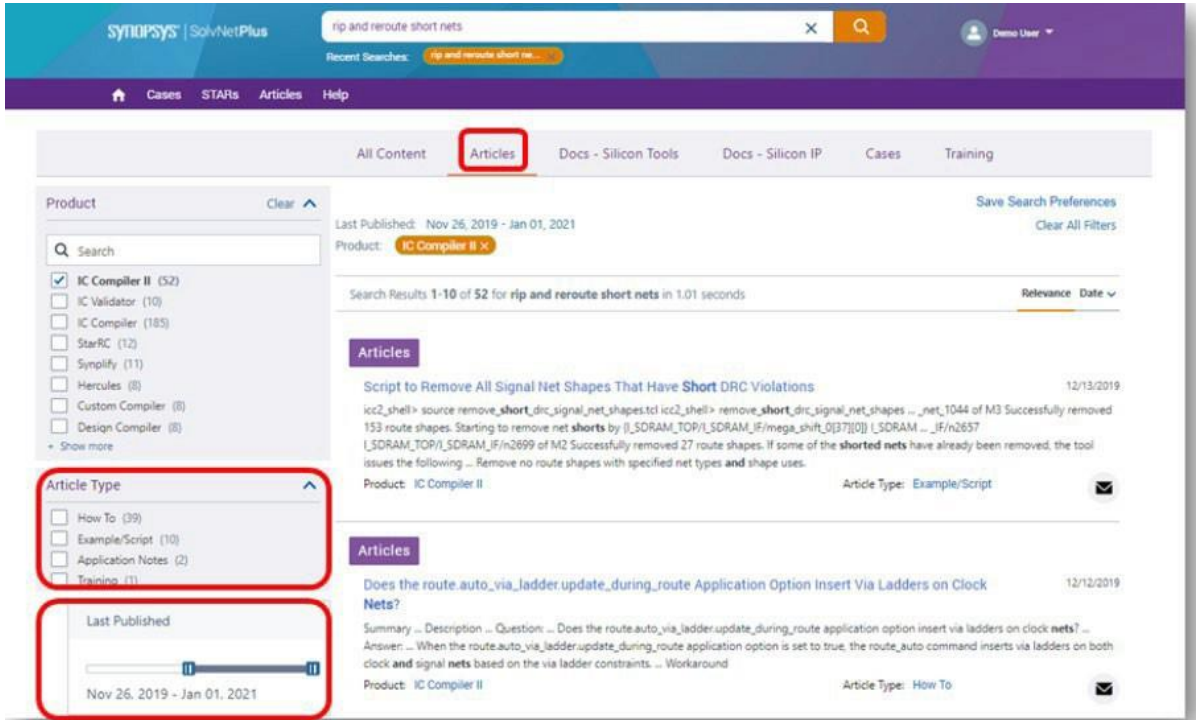 SYNOPSYS | SolvNetPlus
rip and reroute short nets
Demo User
Recent Searches: rip and reroute short ne...
Cases STARs Articles Help
All Content Articles Docs - Silicon Tools Docs - Silicon IP Cases Training
Product Clear
Search
IC Compiler II (52)
IC Validator (10)
IC Compiler (185)
StarRC (12)
Synplify (11)
Hercules (8)
Custom Compiler (8)
Design Compiler (8)
+ Show more
Article Type
How To (39)
Example/Script (10)
Application Notes (2)
Training (1)
Last Published
Nov 26, 2019 - Jan 01, 2021
Save Search Preferences
Last Published: Nov 26, 2019 - Jan 01, 2021
Clear All Filters
Product: IC Compiler II ×
Search Results 1-10 of 52 for rip and reroute short nets in 1.01 seconds
Relevance Date
Articles
Script to Remove All Signal Net Shapes That Have Short DRC Violations
12/13/2019
icc2_shell> source remove_short_drc_signal_net_shapes.tcl icc2_shell> remove_short_drc_signal_net_shapes ... _net_1044 of M3 Successfully removed
153 route shapes. Starting to remove net shorts by {I_SDRAM_TOP/I_SDRAM_IF/mega_shift_0[37][0]} I_SDRAM ... _IF/n2657
I_SDRAM_TOP/I_SDRAM_IF/n2699 of M2 Successfully removed 27 route shapes. If some of the shorted nets have already been removed, the tool
issues the following ... Remove no route shapes with specified net types and shape uses.
Product: IC Compiler II
Article Type: Example/Script
Articles
Does the route.auto_via_ladder.update_during_route Application Option Insert Via Ladders on Clock
Nets?
12/12/2019
Summary ... Description ... Question: ... Does the route.auto_via_ladder.update_during_route application option insert via ladders on clock nets? ...
Answer: ... When the route.auto_via_ladder.update_during_route application option is set to true, the route_auto command inserts via ladders on both
clock and signal nets based on the via ladder constraints. ... Workaround
Product: IC Compiler II
Article Type: How To